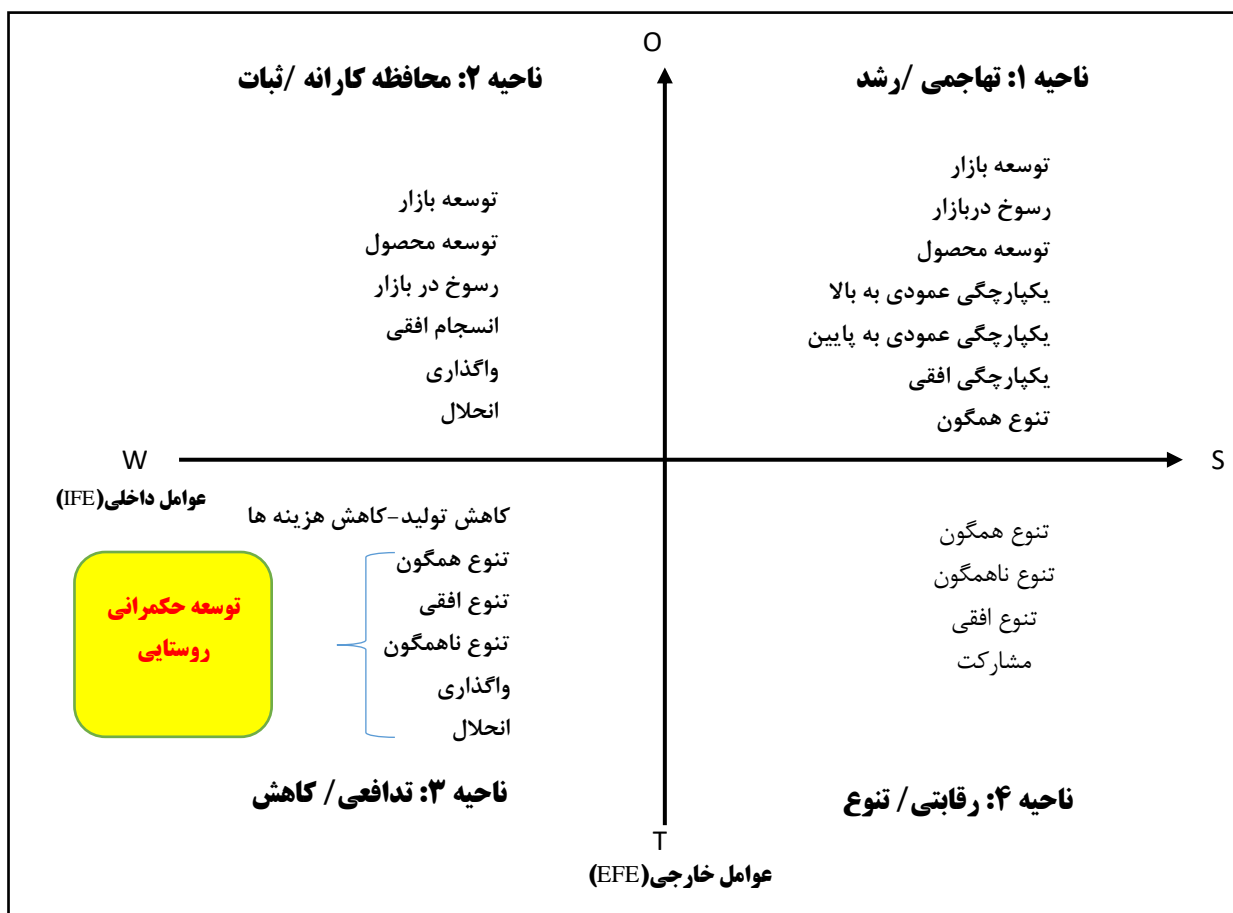 O
ناحیه ۱: تهاجمی /رشد
ناحیه ۲: محافظه کارانه /ثبات
توسعه بازار
رسوخ دربازار
توسعه محصول
یکپارچگی عمودی به بالا
یکپارچگی عمودی به پایین
یکپارچگی افقی
تنوع همگون
توسعه بازار
توسعه محصول
رسوخ در بازار
انسجام افقی
واگذاری
انحلال
S
W
عوامل داخلی(IFE)
تنوع همگون
تنوع ناهمگون
تنوع افقی
مشارکت
کاهش تولید-کاهش هزینه ها
تنوع همگون
تنوع افقی
تنوع ناهمگون
واگذاری
انحلال
توسعه حکمرانی
روستایی
ناحیه ۴: رقابتی/ تنوع
ناحیه ۳: تدافعی/ کاهش
T
عوامل خارجی(EFE)